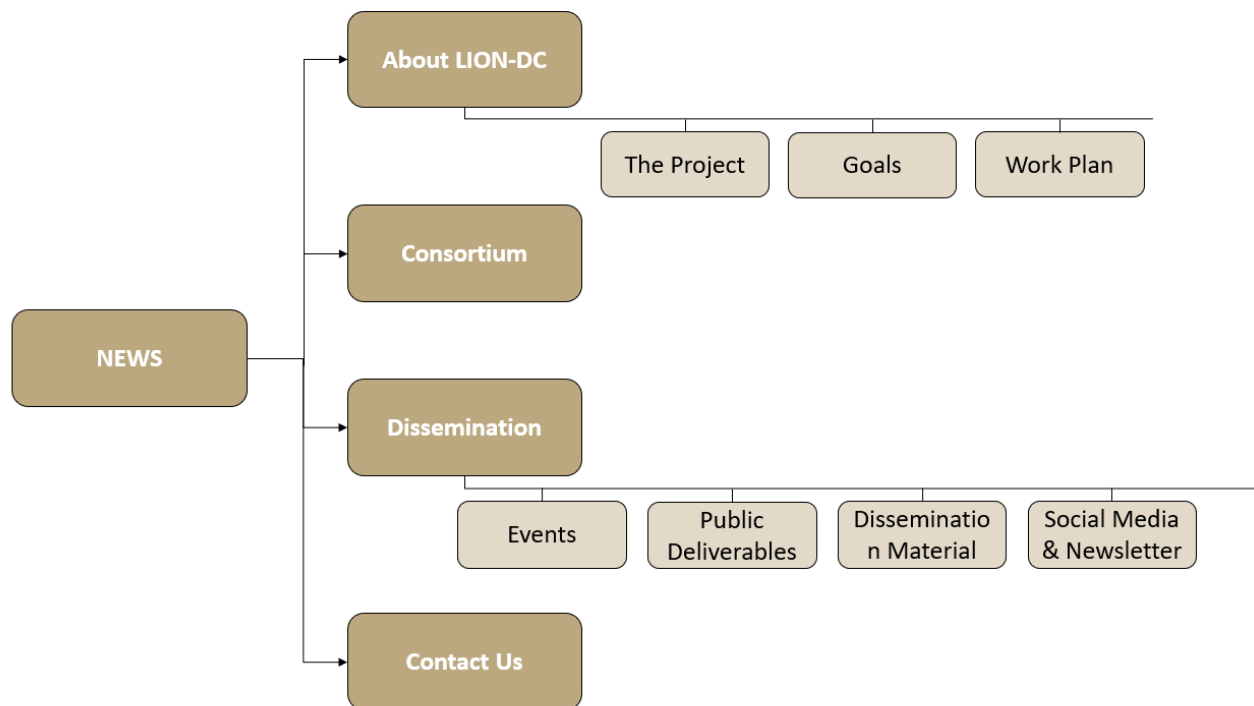 About LION-DC
The Project
Goals
Work Plan
Consortium
NEWS
Dissemination
Events
Public
Deliverables
Disseminatio
n Material
Social Media
& Newsletter
Contact Us